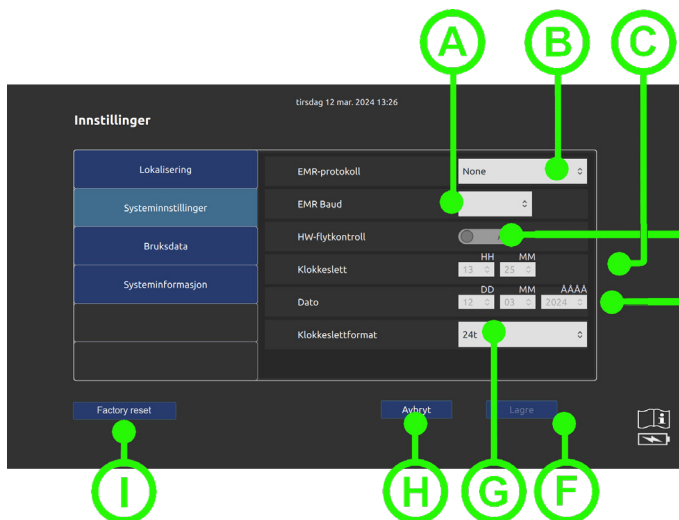 A B C
tirsdag 12 mar. 2024 13:26
Innstillinger
Lokalisering
Systeminnstillinger
Bruksdata
Systeminformasjon
EMR-protokoll None
EMR Baud
HW-flytkontroll
HH MM
Klokkeslett 13 25
DD MM ÅÅÅÅ
Dato 12 03 2024
Klokkeslettformat 24t
Factory reset Avbryt Lagre
I H G F